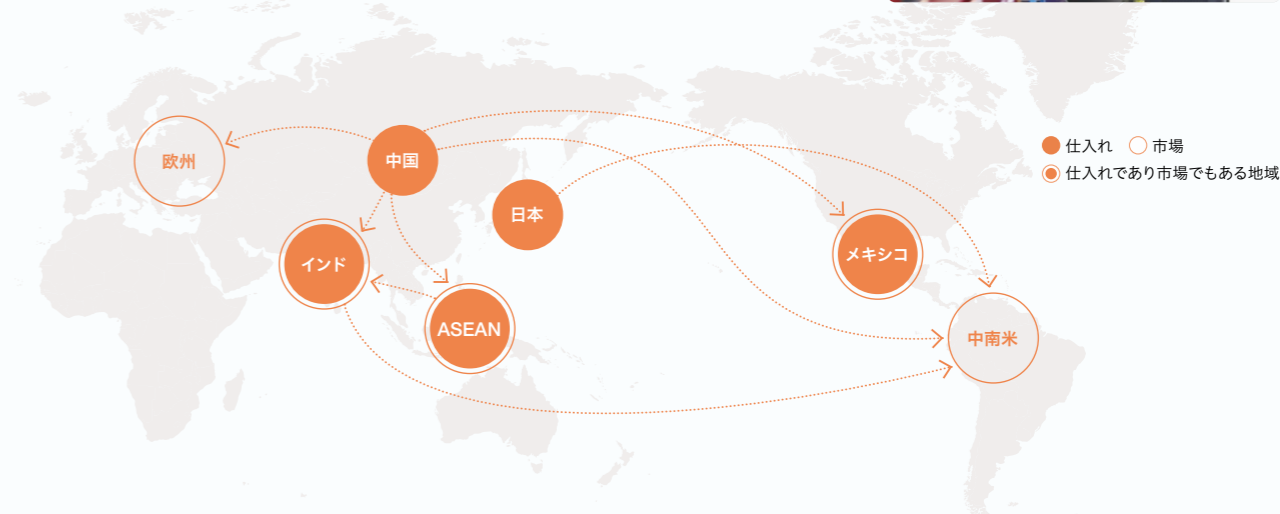 欧州
中国
日本
インド
ASEAN
メキシコ
中南米
仕入れ 市場
仕入れであり市場でもある地域